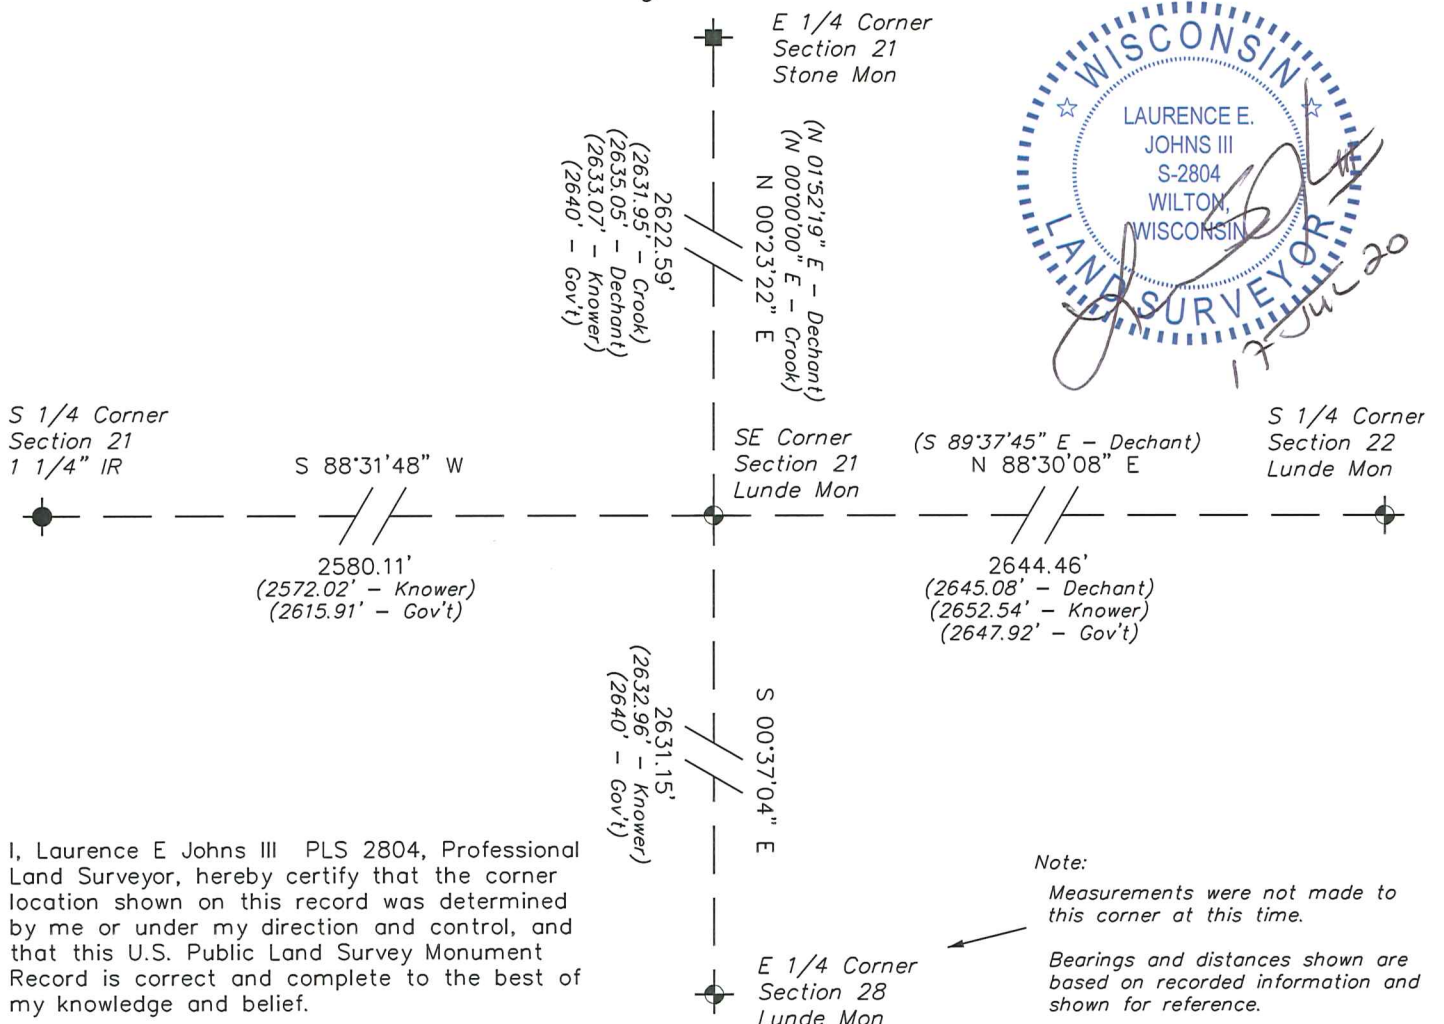 E 1/4 Corner
Section 21
Stone Mon
WISCONSIN
LAURENCE E.
JOHNS III
S-2804
WILTON,
WISCONSIN
LAND SURVEYOR
17 Jul 20
(N 01°52'19" E – Dechant)
(N 00°00'00" E – Crook)
N 00°23'22" E
2622.59'
(2631.95' – Crook)
(2635.05' – Dechant)
(2633.07' – Knower)
(2640' – Gov't)
S 1/4 Corner
Section 21
1 1/4" IR
S 88°31'48" W
2580.11'
(2572.02' – Knower)
(2615.91' – Gov't)
SE Corner
Section 21
Lunde Mon
(S 89°37'45" E – Dechant)
N 88°30'08" E
2644.46'
(2645.08' – Dechant)
(2652.54' – Knower)
(2647.92' – Gov't)
S 1/4 Corner
Section 22
Lunde Mon
S 00°37'04" E
2631.15'
(2632.96' – Knower)
(2640' – Gov't)
I, Laurence E Johns III PLS 2804, Professional
Land Surveyor, hereby certify that the corner
location shown on this record was determined
by me or under my direction and control, and
that this U.S. Public Land Survey Monument
Record is correct and complete to the best of
my knowledge and belief.
E 1/4 Corner
Section 28
Lunde Mon
Note:
Measurements were not made to
this corner at this time.
Bearings and distances shown are
based on recorded information and
shown for reference.